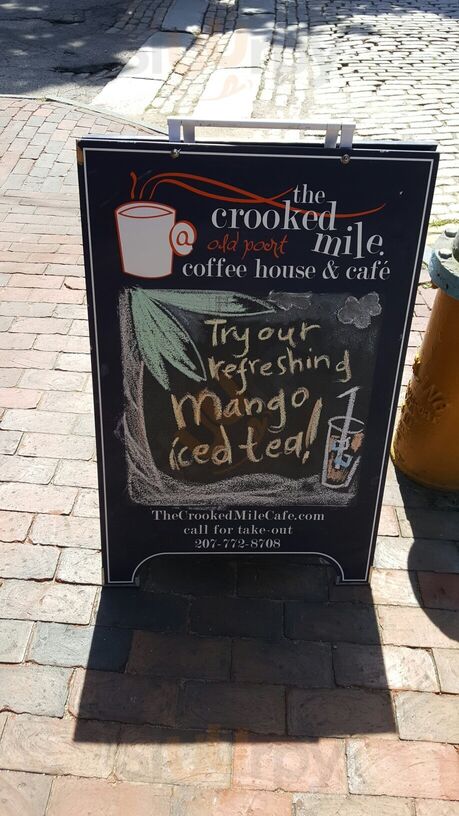 the
crooked
@ old port mile
coffee house & café
Try our
refreshing
Mango
iced tea!
TheCrookedMileCafe.com
call for take-out
207-772-8708